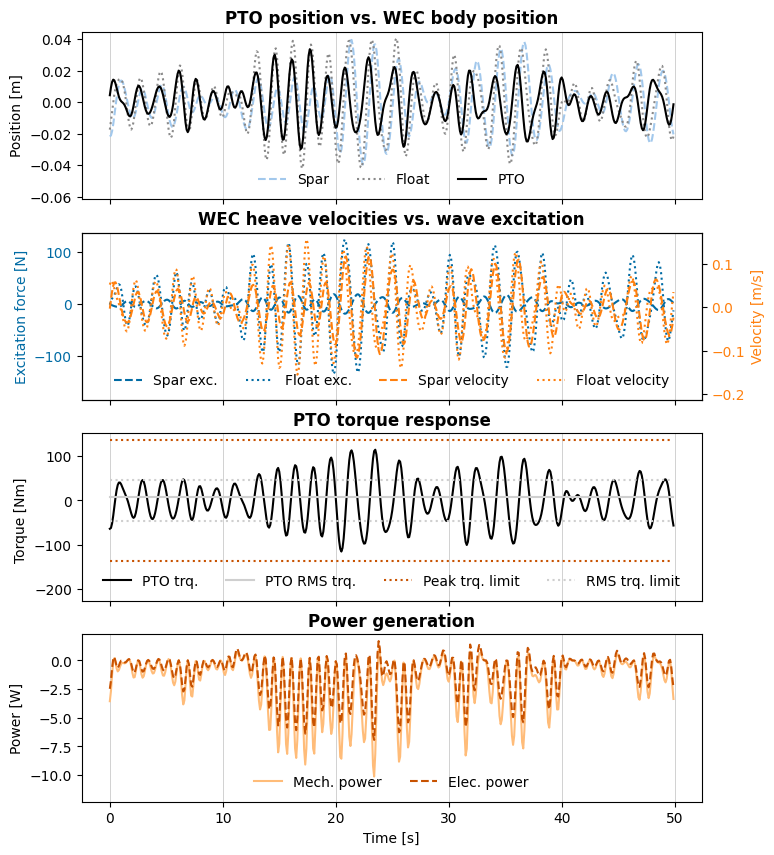 PTO position vs. WEC body position
0.04
0.02
0.00
−0.02
−0.04
−0.06
Position [m]
Spar Float PTO
WEC heave velocities vs. wave excitation
100
0
−100
Excitation force [N]
0.1
0.0
−0.1
−0.2
Velocity [m/s]
Spar exc. Float exc. Spar velocity Float velocity
PTO torque response
100
0
−100
−200
Torque [Nm]
PTO trq. PTO RMS trq. Peak trq. limit RMS trq. limit
Power generation
0.0
−2.5
−5.0
−7.5
−10.0
Power [W]
Mech. power Elec. power
0 10 20 30 40 50
Time [s]